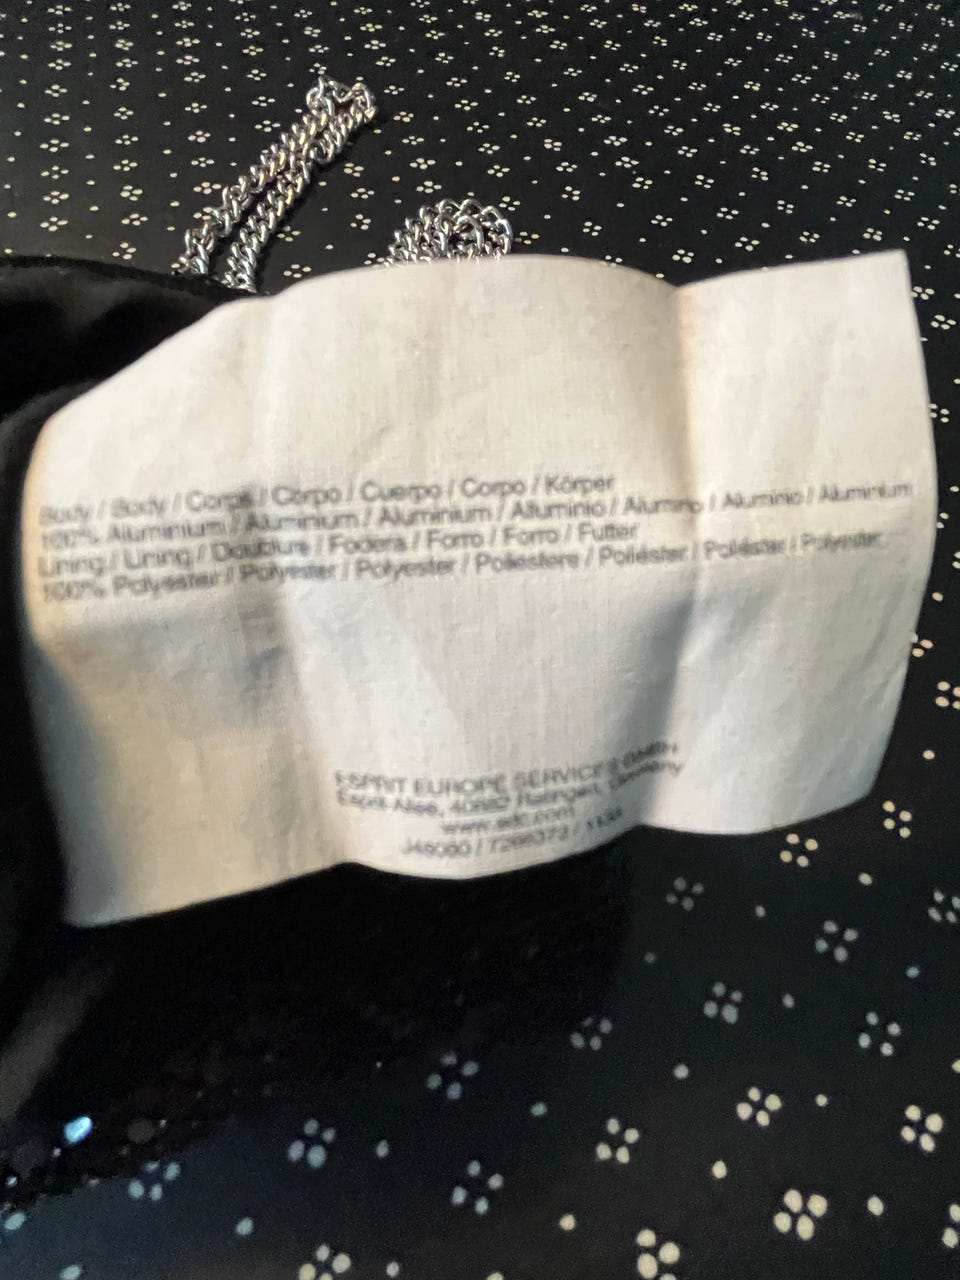 Body / Body / Corps / Corpo / Cuerpo / Corpo / Körper
100% Aluminium / Aluminium / Aluminium / Alluminio / Aluminio / Alumínio / Aluminium
Lining / Lining / Doublure / Fodera / Forro / Forro / Futter
100% Polyester / Polyester / Polyester / Poliestere / Poliéster / Poliéster / Polyester
ESPRIT EUROPE SERVICES GMBH
Esprit-Allee, 40882 Ratingen, Germany